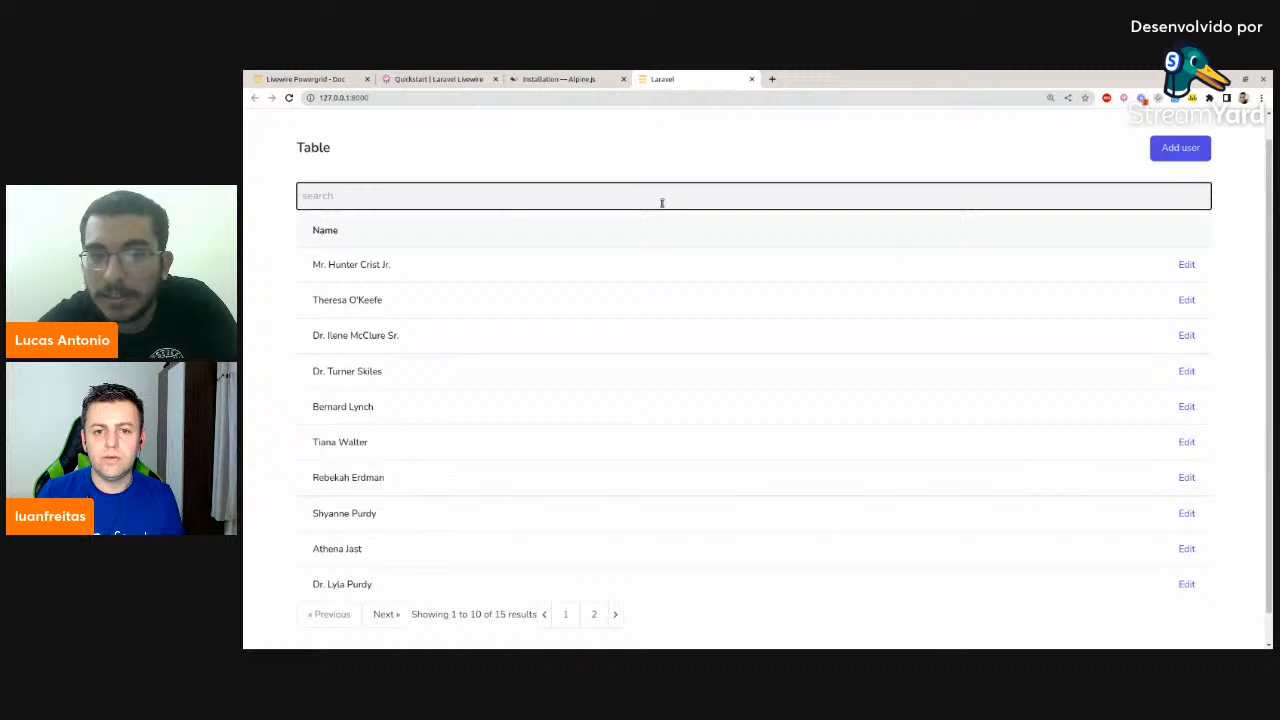 Desenvolvido por
StreamYard
Livewire Powergrid - Doc
Quickstart | Laravel Livewire
Installation — Alpine.js
Laravel
127.0.0.1:8000
Table
Add user
search
Name
Mr. Hunter Crist Jr.
Edit
Theresa O'Keefe
Edit
Dr. Ilene McClure Sr.
Edit
Dr. Turner Skiles
Edit
Bernard Lynch
Edit
Tiana Walter
Edit
Rebekah Erdman
Edit
Shyanne Purdy
Edit
Athena Jast
Edit
Dr. Lyla Purdy
Edit
« Previous
Next »
Showing 1 to 10 of 15 results
1
2
Lucas Antonio
luanfreitas